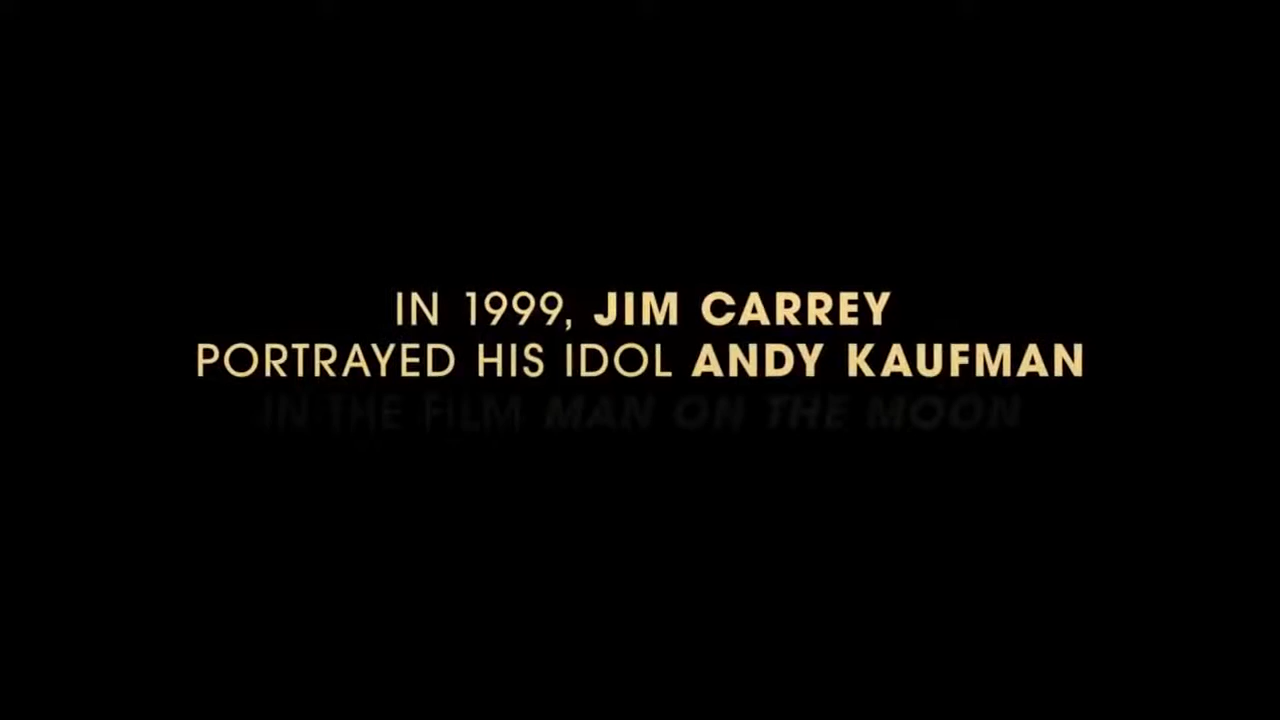 IN 1999, JIM CARREY
PORTRAYED HIS IDOL ANDY KAUFMAN
IN THE FILM MAN ON THE MOON